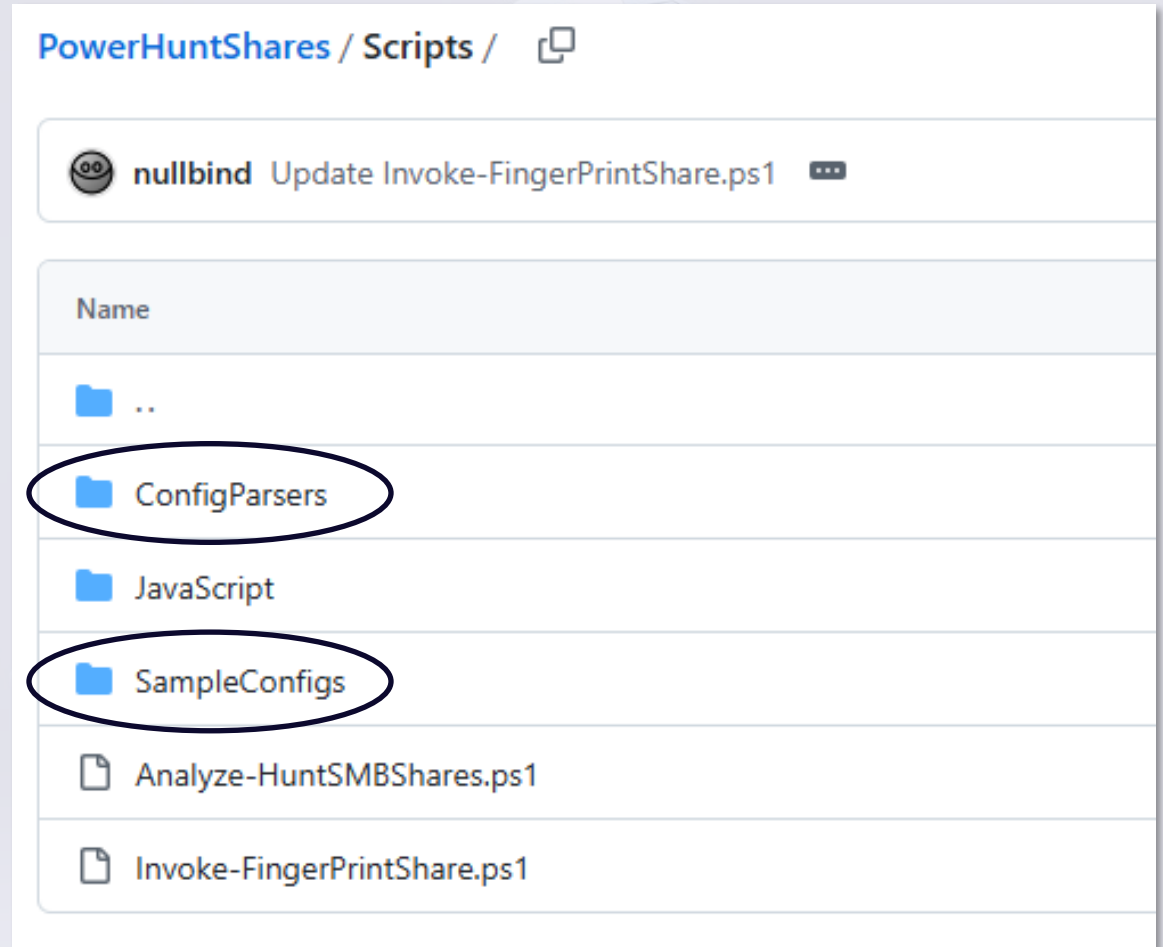 PowerHuntShares / Scripts /
nullbind Update Invoke-FingerPrintShare.ps1
Name
..
ConfigParsers
JavaScript
SampleConfigs
Analyze-HuntSMBShares.ps1
Invoke-FingerPrintShare.ps1